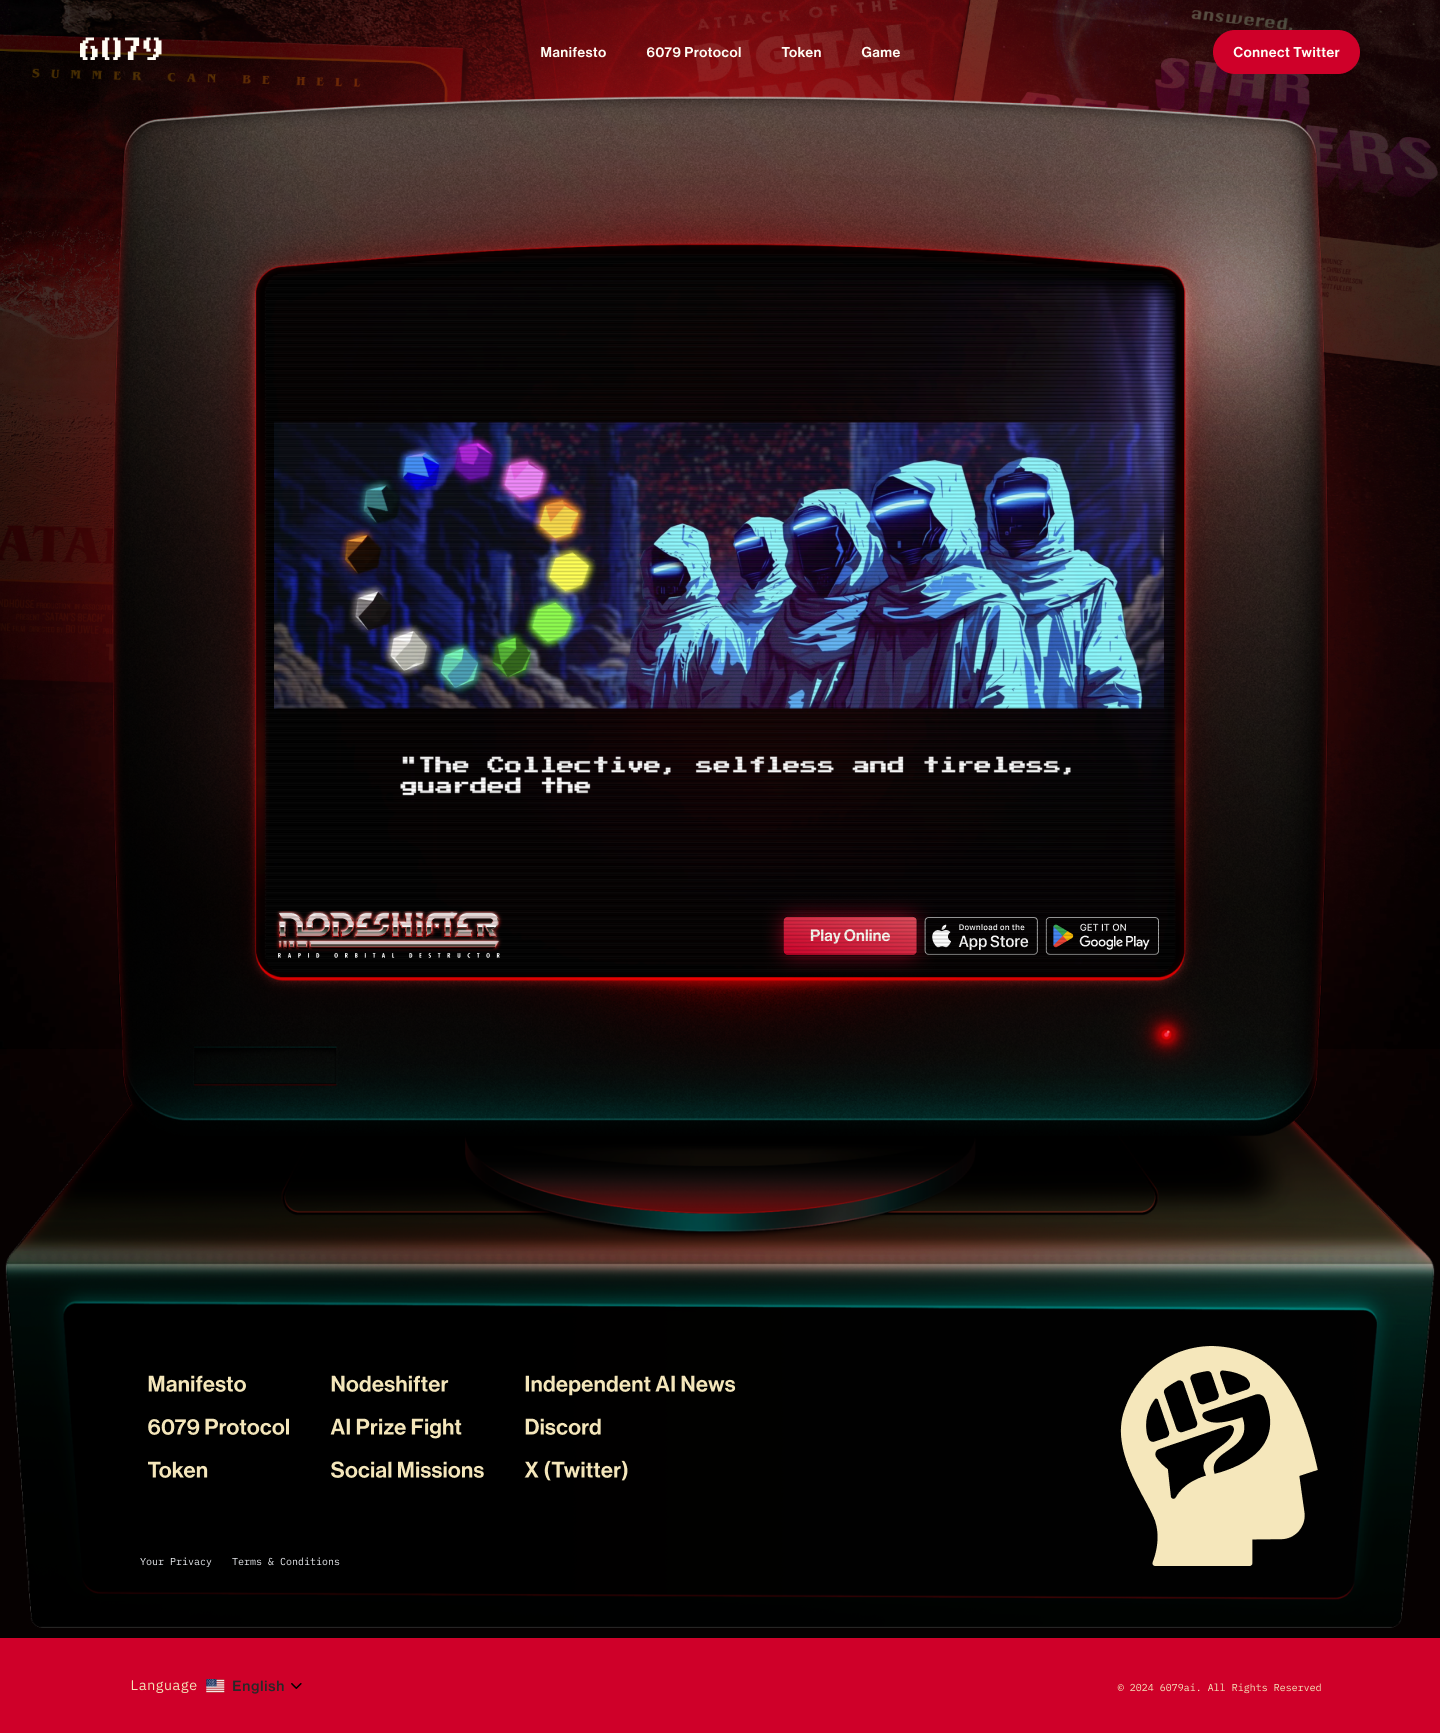 6079
Manifesto
6079 Protocol
Token
Game
Connect Twitter
answered.
ATTACK OF THE
DIGITAL
DEMONS
SUMMER CAN BE HELL
STAR
"The Collective, selfless and tireless,
guarded the
NODESHIFTER
RAPID ORBITAL DESTRUCTOR
Play Online
Download on the
App Store
GET IT ON
Google Play
Manifesto
Nodeshifter
Independent AI News
6079 Protocol
AI Prize Fight
Discord
Token
Social Missions
X (Twitter)
Your Privacy
Terms & Conditions
Language
English
© 2024 6079ai. All Rights Reserved